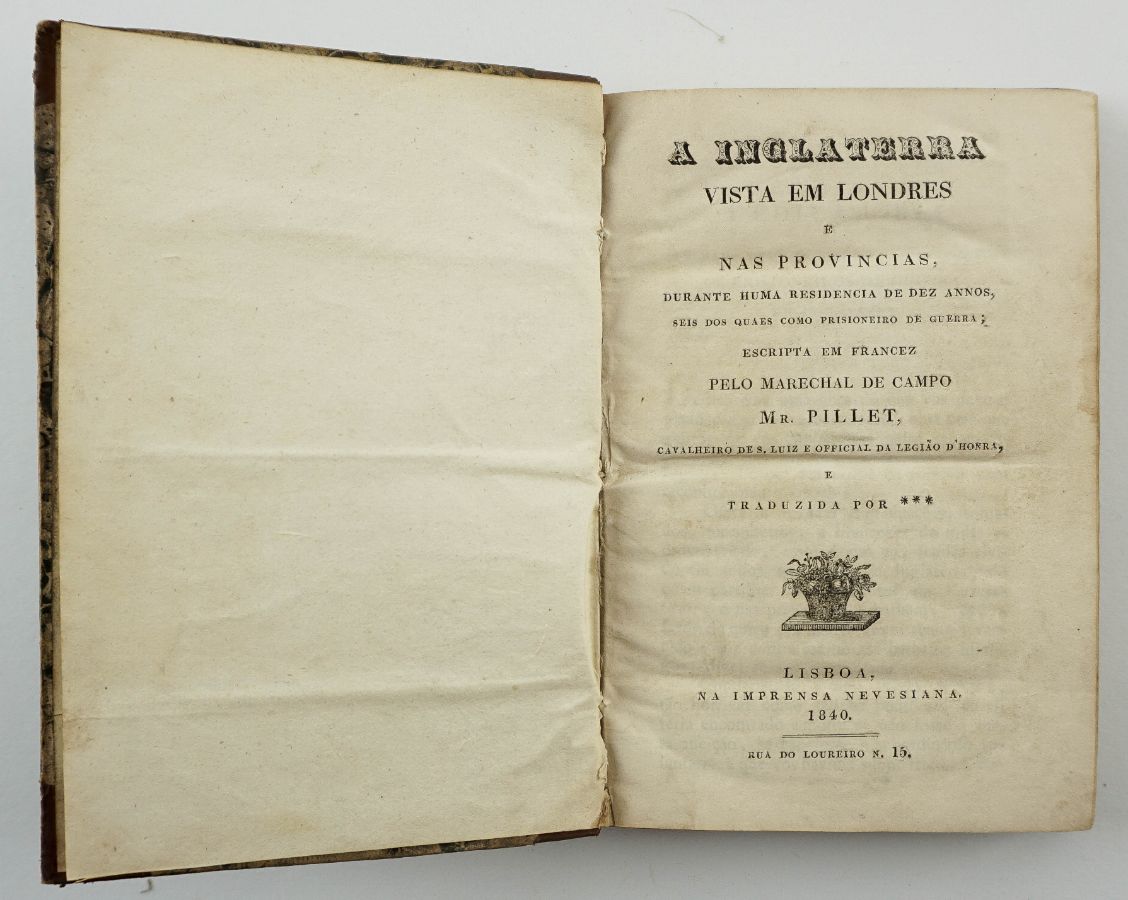 A INGLATERRA
VISTA EM LONDRES
E
NAS PROVINCIAS,
DURANTE HUMA RESIDENCIA DE DEZ ANNOS,
SEIS DOS QUAES COMO PRISIONEIRO DE GUERRA;
ESCRIPTA EM FRANCEZ
PELO MARECHAL DE CAMPO
MR. PILLET,
CAVALHEIRO DE S. LUIZ E OFFICIAL DA LEGIÃO D'HONRA,
E
TRADUZIDA POR ***
LISBOA,
NA IMPRENSA NEVESIANA.
1840.
RUA DO LOUREIRO N. 15.